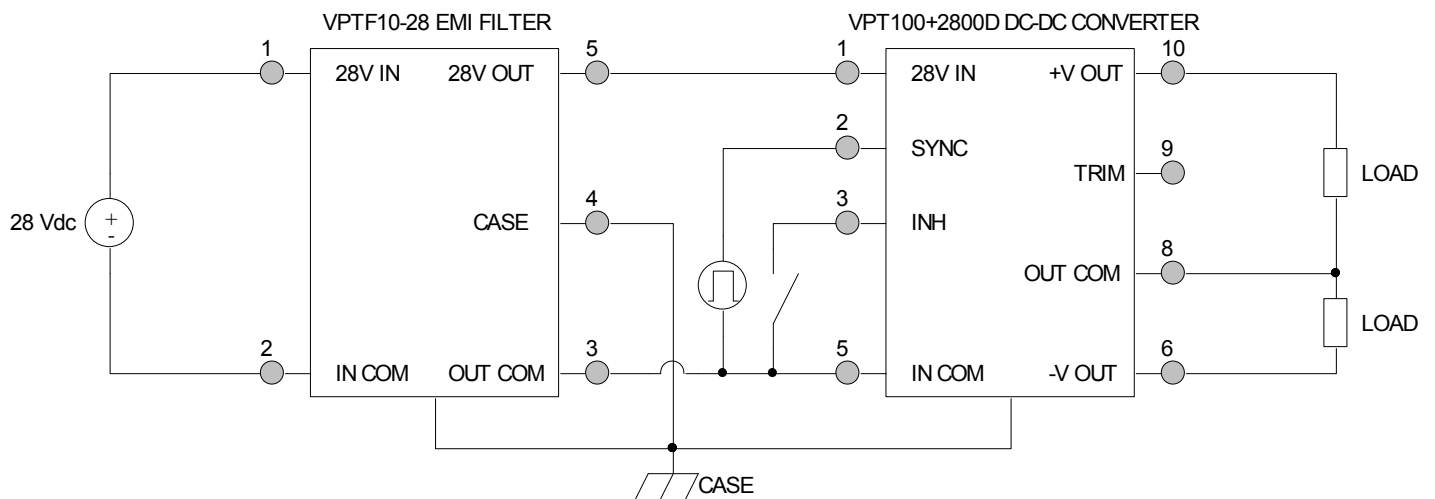 VPTF10-28 EMI FILTER
VPT100+2800D DC-DC CONVERTER
1
5
1
10
28V IN
28V OUT
28V IN
+V OUT
2
SYNC
9
TRIM
LOAD
28 Vdc
+
-
4
CASE
3
INH
8
OUT COM
LOAD
2
3
5
6
IN COM
OUT COM
IN COM
-V OUT
CASE